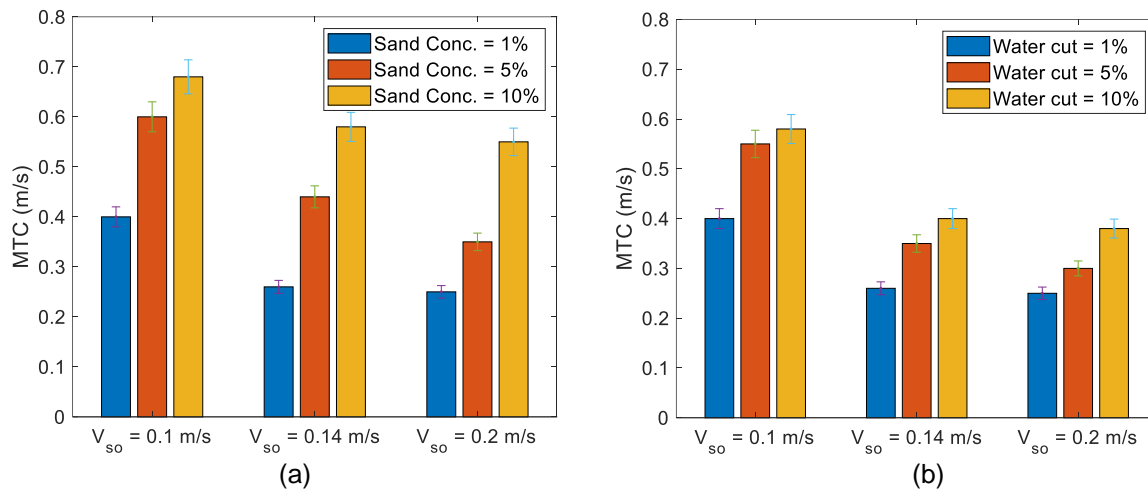 0.8
0.7
0.6
0.5
0.4
0.3
0.2
0.1
0
MTC (m/s)
Sand Conc. = 1%
Sand Conc. = 5%
Sand Conc. = 10%
V_so = 0.1 m/s
V_so = 0.14 m/s
V_so = 0.2 m/s
(a)
0.8
0.7
0.6
0.5
0.4
0.3
0.2
0.1
0
MTC (m/s)
Water cut = 1%
Water cut = 5%
Water cut = 10%
V_so = 0.1 m/s
V_so = 0.14 m/s
V_so = 0.2 m/s
(b)